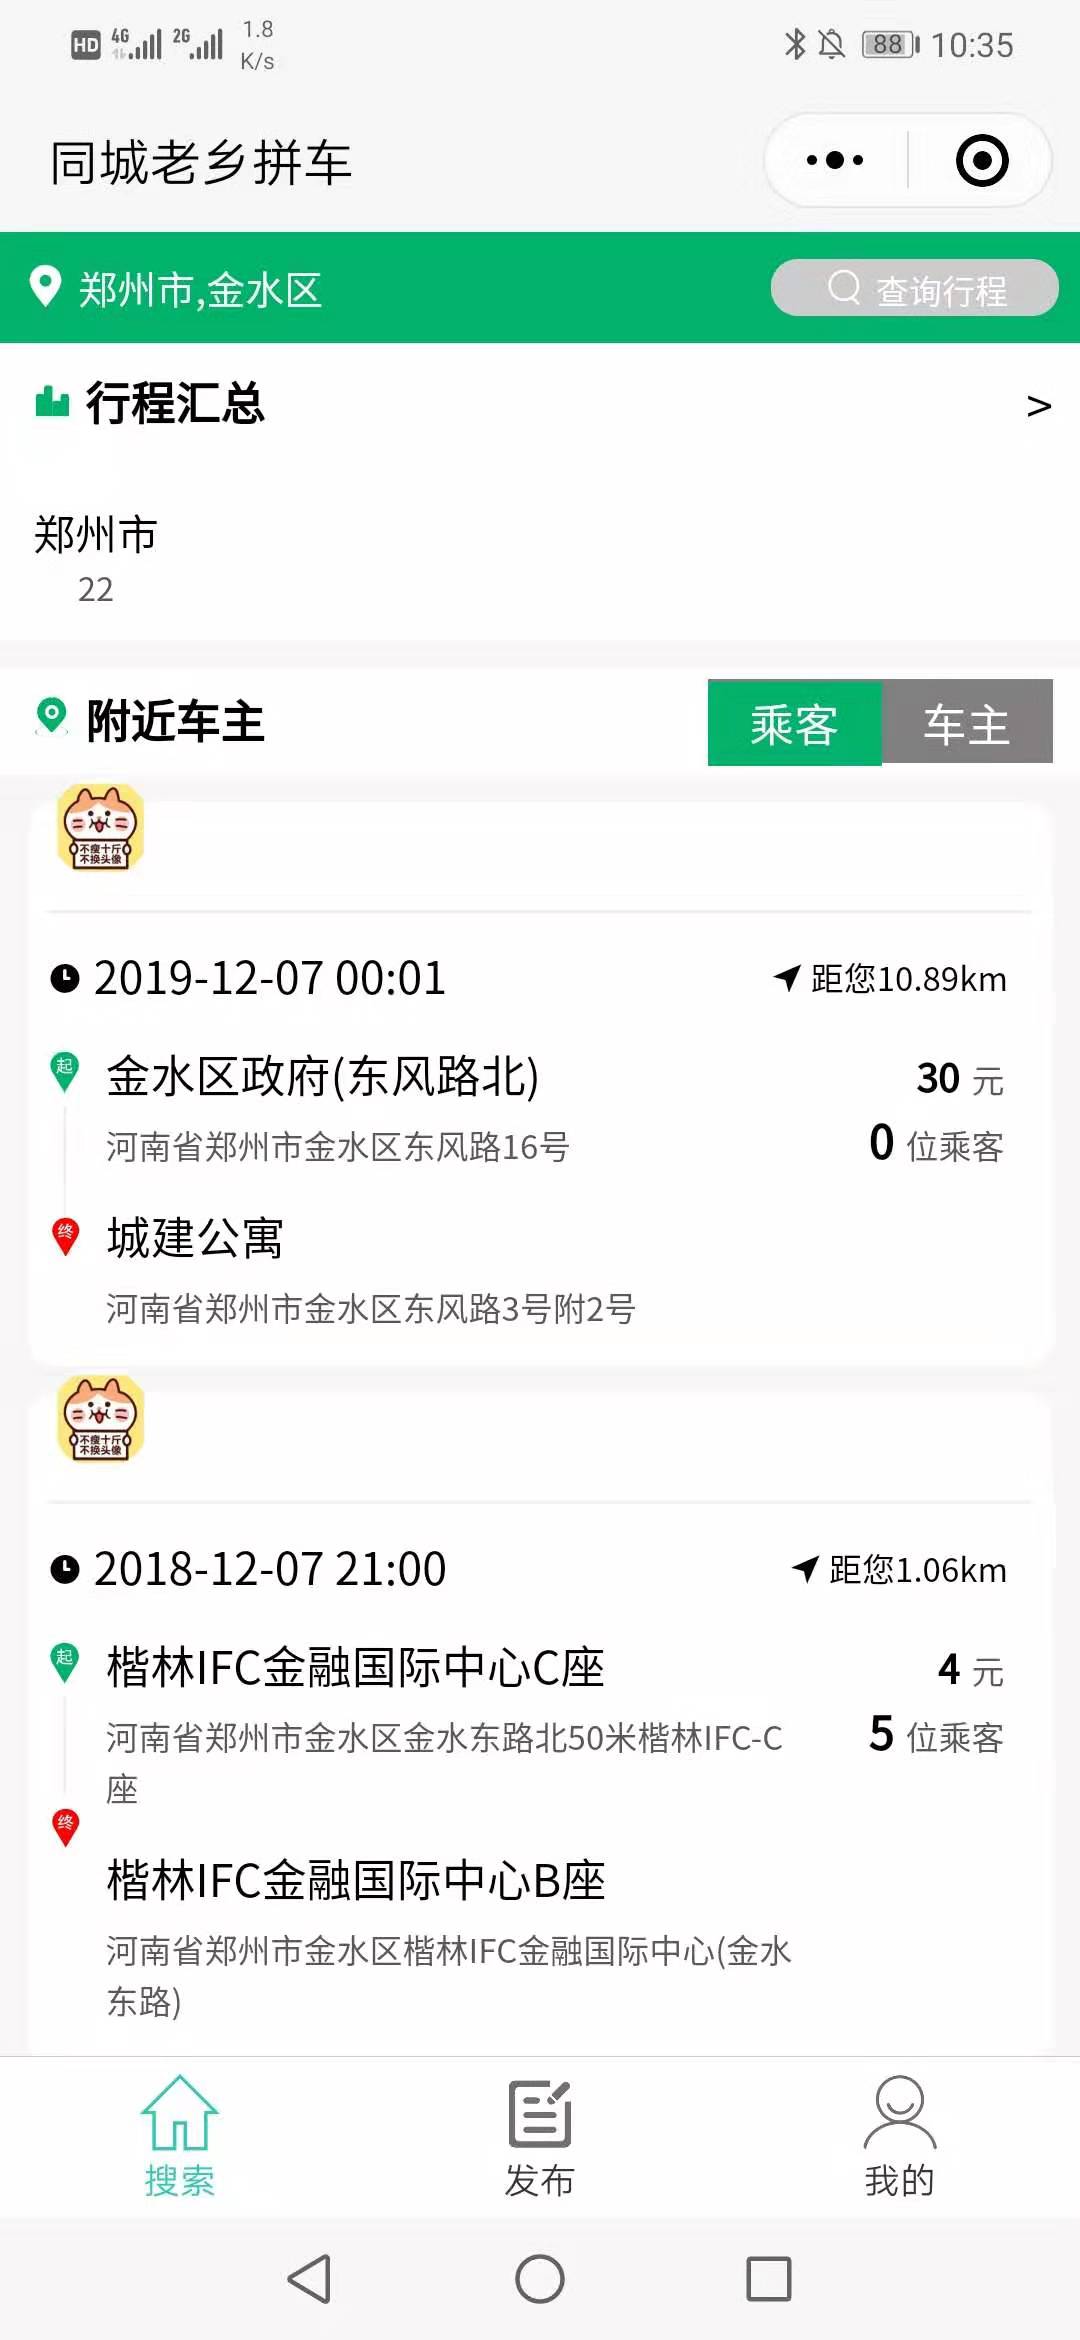 HD 4G 2G 1.8 K/s 88 10:35
同城老乡拼车
郑州市,金水区 查询行程
行程汇总 >
郑州市
22
附近车主 乘客 车主
不瘦十斤
不换头像
2019-12-07 00:01 距您10.89km
起 金水区政府(东风路北) 30 元
河南省郑州市金水区东风路16号 0 位乘客
终 城建公寓
河南省郑州市金水区东风路3号附2号
不瘦十斤
不换头像
2018-12-07 21:00 距您1.06km
起 楷林IFC金融国际中心C座 4 元
河南省郑州市金水区金水东路北50米楷林IFC-C 5 位乘客
座
终
楷林IFC金融国际中心B座
河南省郑州市金水区楷林IFC金融国际中心(金水
东路)
搜索 发布 我的